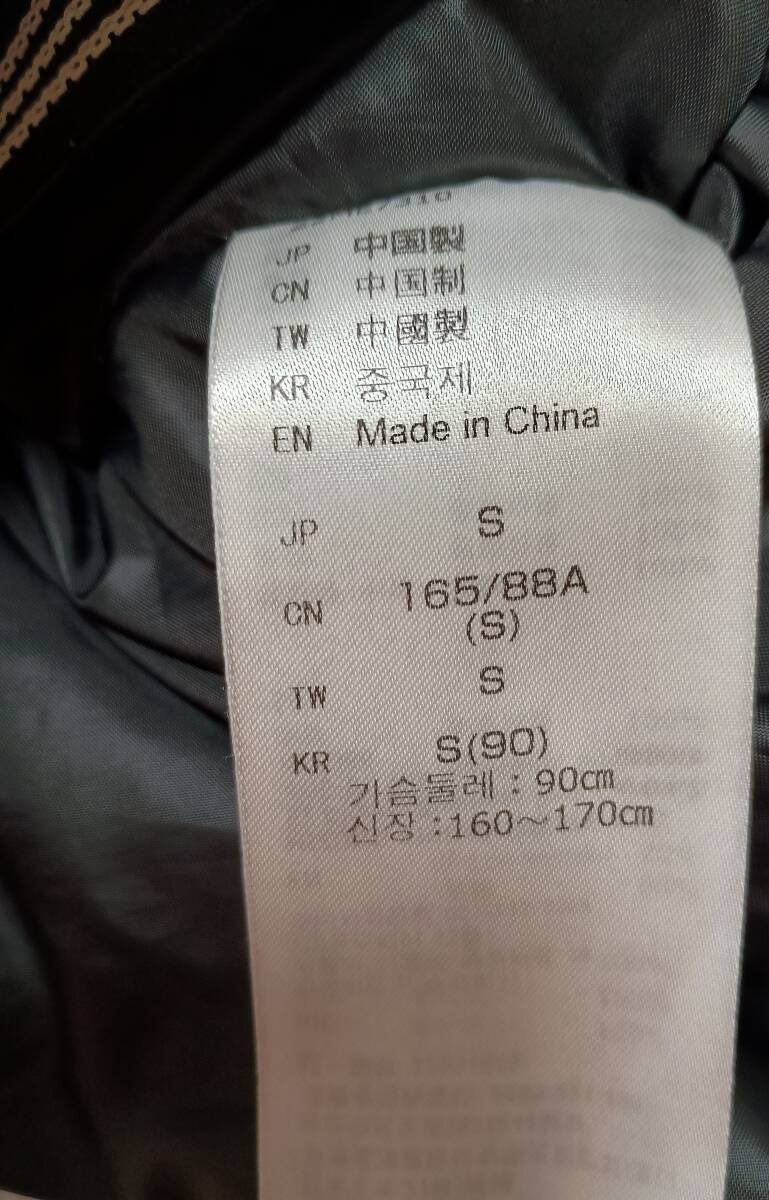 JP 中国製
CN 中国制
TW 中國製
KR 중국제
EN Made in China
JP S
CN 165/88A
(S)
TW S
KR S(90)
가슴둘레 : 90cm
신장 :160～170cm